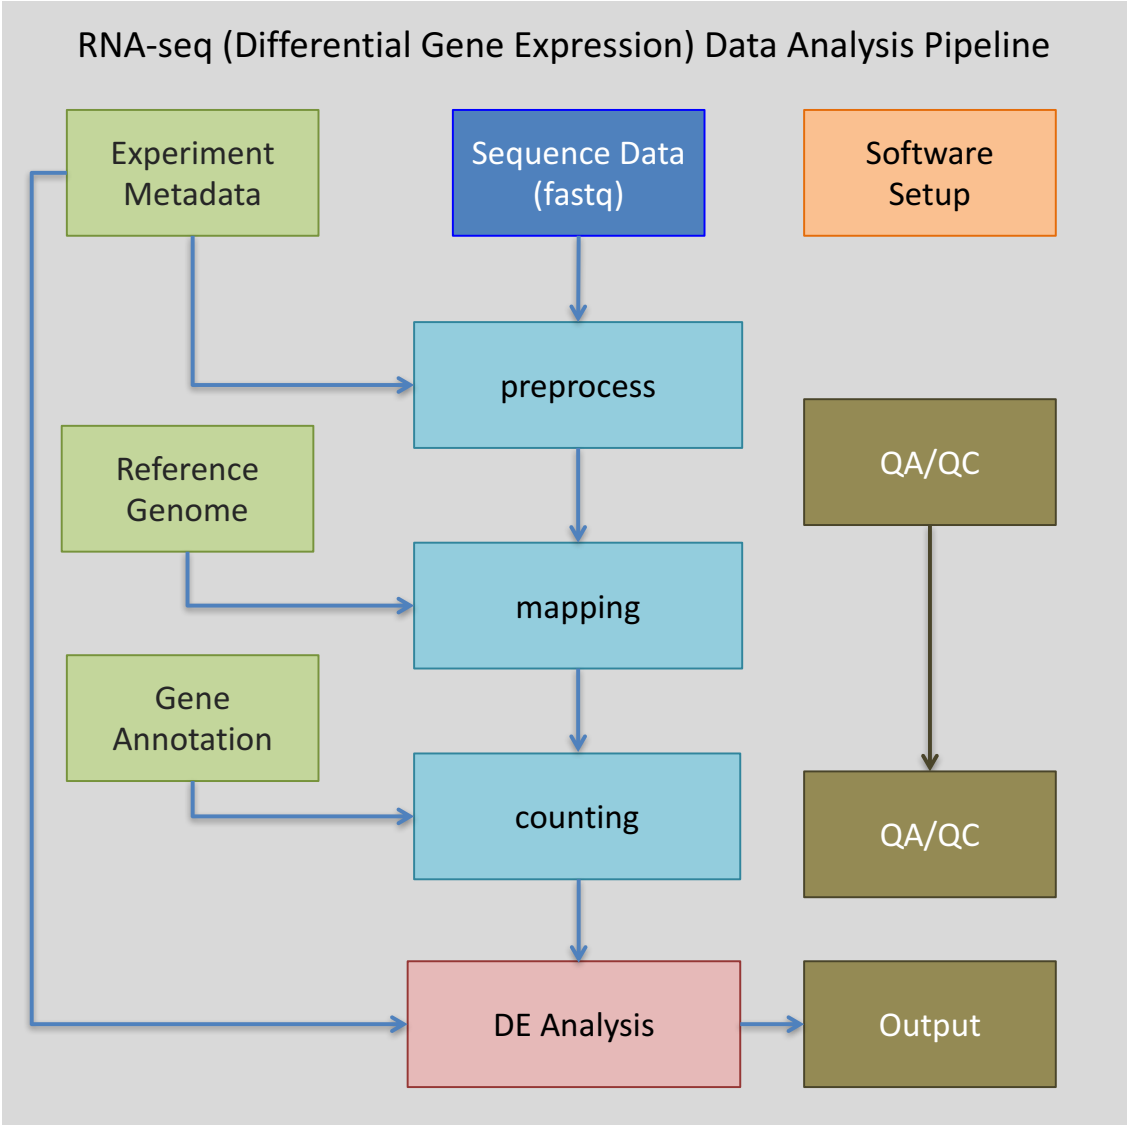 RNA-seq (Differential Gene Expression) Data Analysis Pipeline
Experiment
Metadata
Sequence Data
(fastq)
Software
Setup
preprocess
QA/QC
Reference
Genome
mapping
Gene
Annotation
counting
QA/QC
DE Analysis
Output